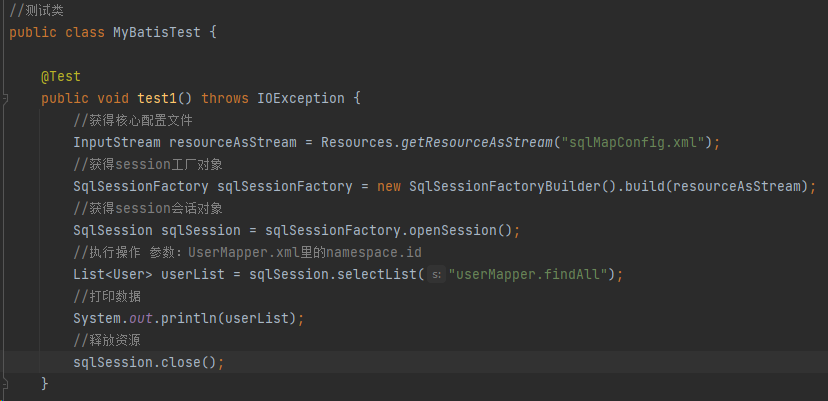 //测试类
public class MyBatisTest {
@Test
public void test1() throws IOException {
//获得核心配置文件
InputStream resourceAsStream = Resources.getResourceAsStream("sqlMapConfig.xml");
//获得session工厂对象
SqlSessionFactory sqlSessionFactory = new SqlSessionFactoryBuilder().build(resourceAsStream);
//获得session会话对象
SqlSession sqlSession = sqlSessionFactory.openSession();
//执行操作 参数: UserMapper.xml里的namespace.id
List<User> userList = sqlSession.selectList( s: "userMapper.findAll");
//打印数据
System.out.println(userList);
//释放资源
sqlSession.close();
}